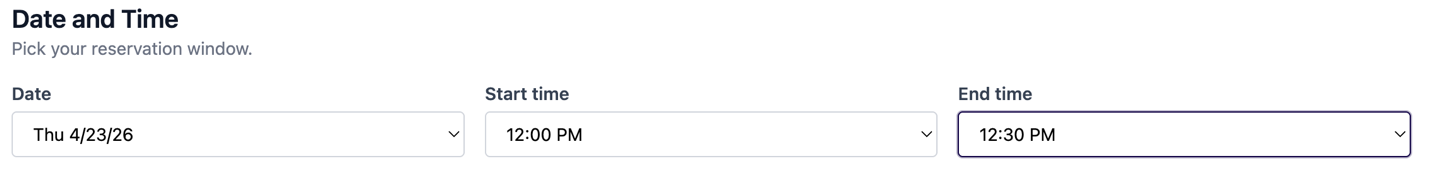 Date and Time
Pick your reservation window.
Date Start time End time
Thu 4/23/26 12:00 PM 12:30 PM